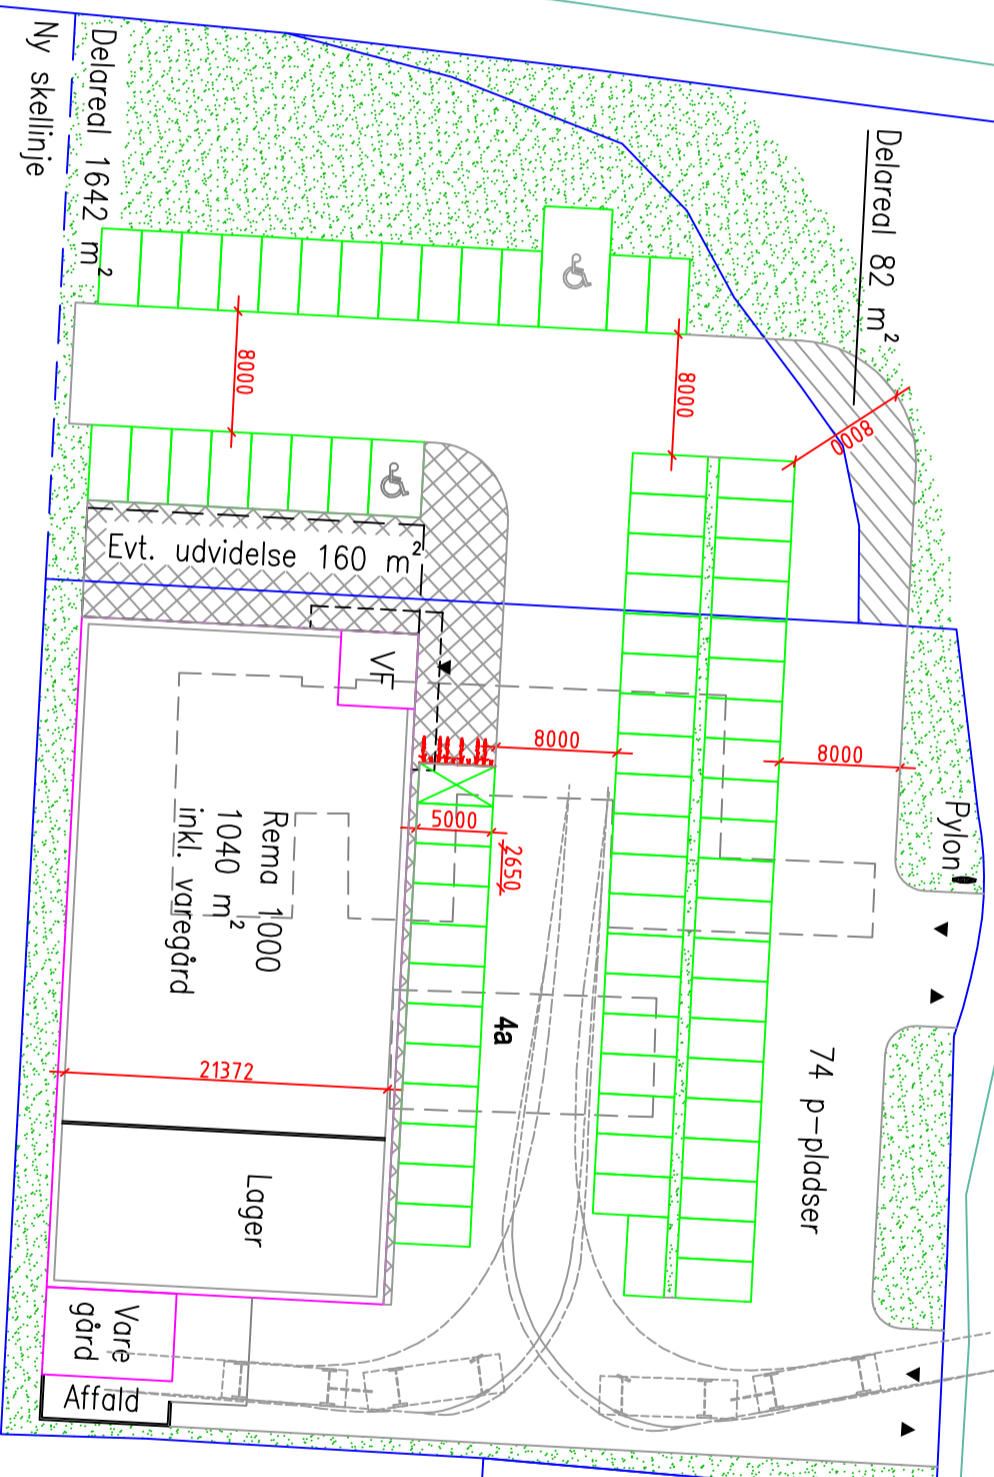 Delareal 1642 m²
Ny skellinje
Delareal 82 m²
8000
8000
8000
Evt. udvidelse 160 m²
VF
8000
8000
Pylon
5000
2650
Rema 1000
1040 m²
inkl. varegård
4a
74 p-pladser
21372
Lager
Vare
gård
Affald